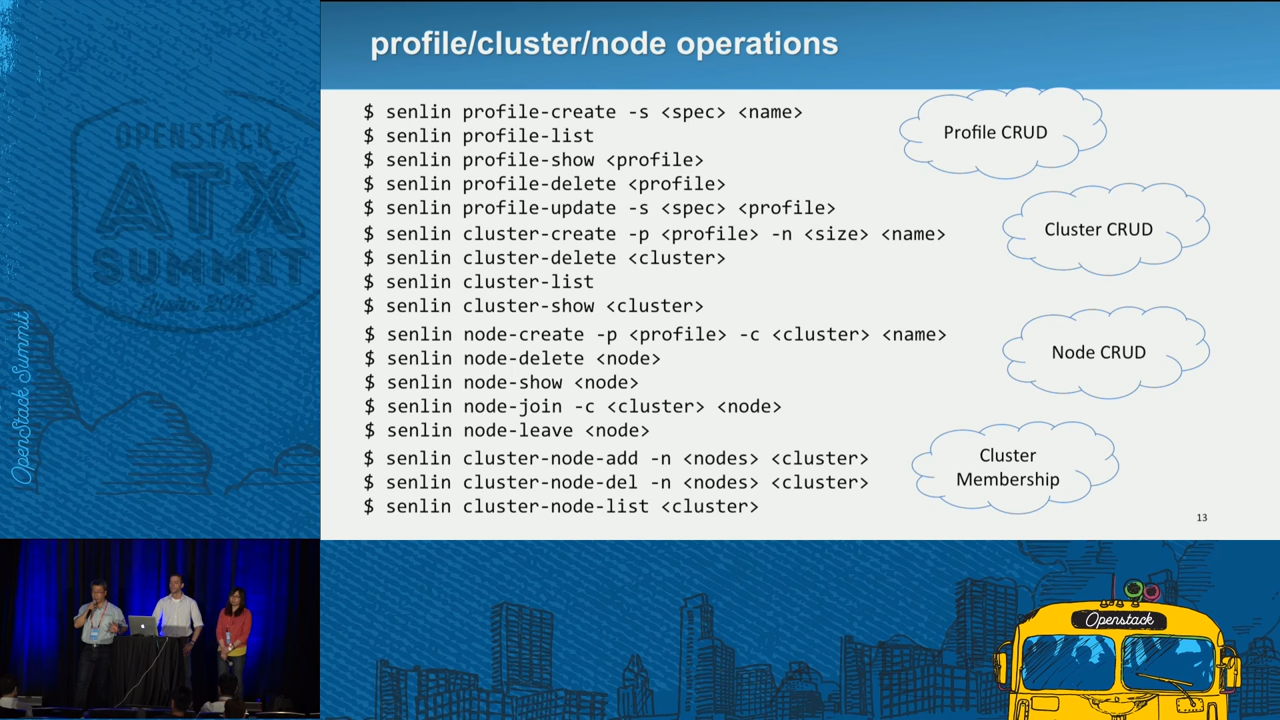 profile/cluster/node operations
$ senlin profile-create -s <spec> <name>
$ senlin profile-list
$ senlin profile-show <profile>
$ senlin profile-delete <profile>
$ senlin profile-update -s <spec> <profile>
$ senlin cluster-create -p <profile> -n <size> <name>
$ senlin cluster-delete <cluster>
$ senlin cluster-list
$ senlin cluster-show <cluster>
$ senlin node-create -p <profile> -c <cluster> <name>
$ senlin node-delete <node>
$ senlin node-show <node>
$ senlin node-join -c <cluster> <node>
$ senlin node-leave <node>
$ senlin cluster-node-add -n <nodes> <cluster>
$ senlin cluster-node-del -n <nodes> <cluster>
$ senlin cluster-node-list <cluster>
Profile CRUD
Cluster CRUD
Node CRUD
Cluster
Membership
13
OPENSTACK
ATX
SUMMIT
Austin 2016
OpenStack Summit
Openstack